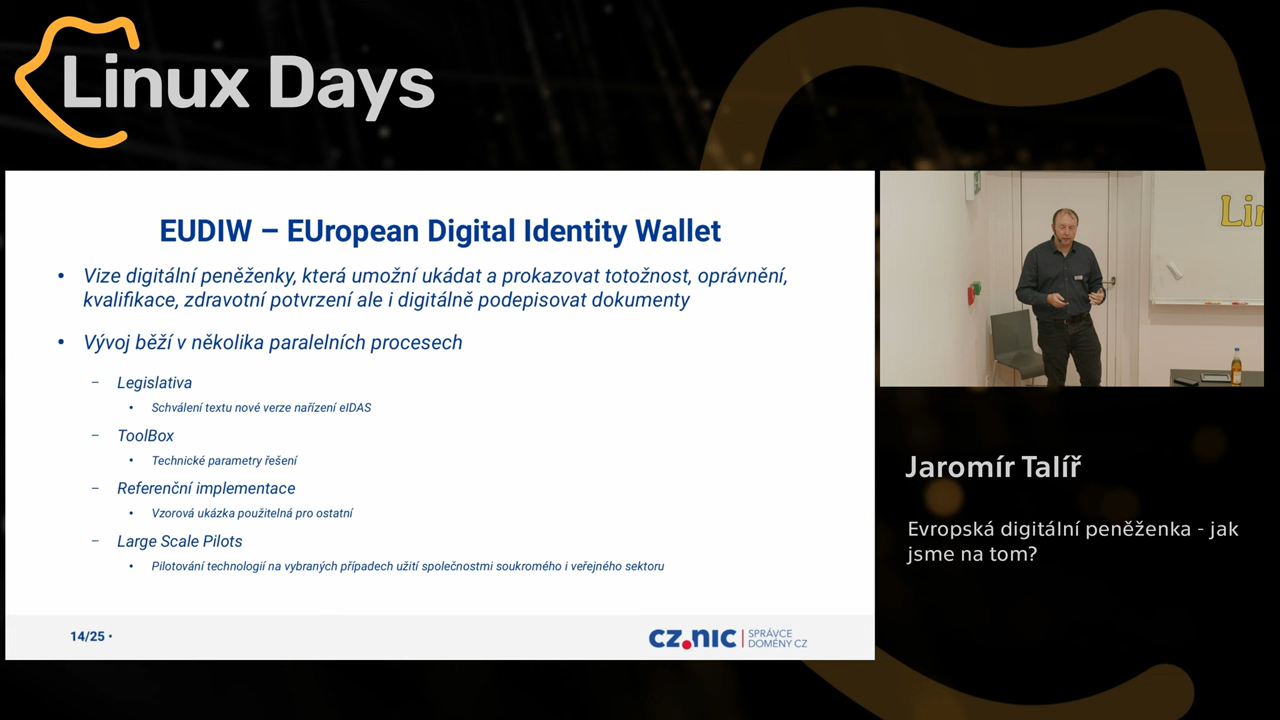 Linux Days
EUDIW – EUropean Digital Identity Wallet
• Vize digitální peněženky, která umožní ukádat a prokazovat totožnost, oprávnění,
kvalifikace, zdravotní potvrzení ale i digitálně podepisovat dokumenty
• Vývoj běží v několika paralelních procesech
– Legislativa
• Schválení textu nové verze nařízení eIDAS
– ToolBox
• Technické parametry řešení
– Referenční implementace
• Vzorová ukázka použitelná pro ostatní
– Large Scale Pilots
• Pilotování technologií na vybraných případech užití společnostmi soukromého i veřejného sektoru
14/25 •
cz.nic
SPRÁVCE
DOMÉNY CZ
Lin
Jaromír Talíř
Evropská digitální peněženka - jak
jsme na tom?